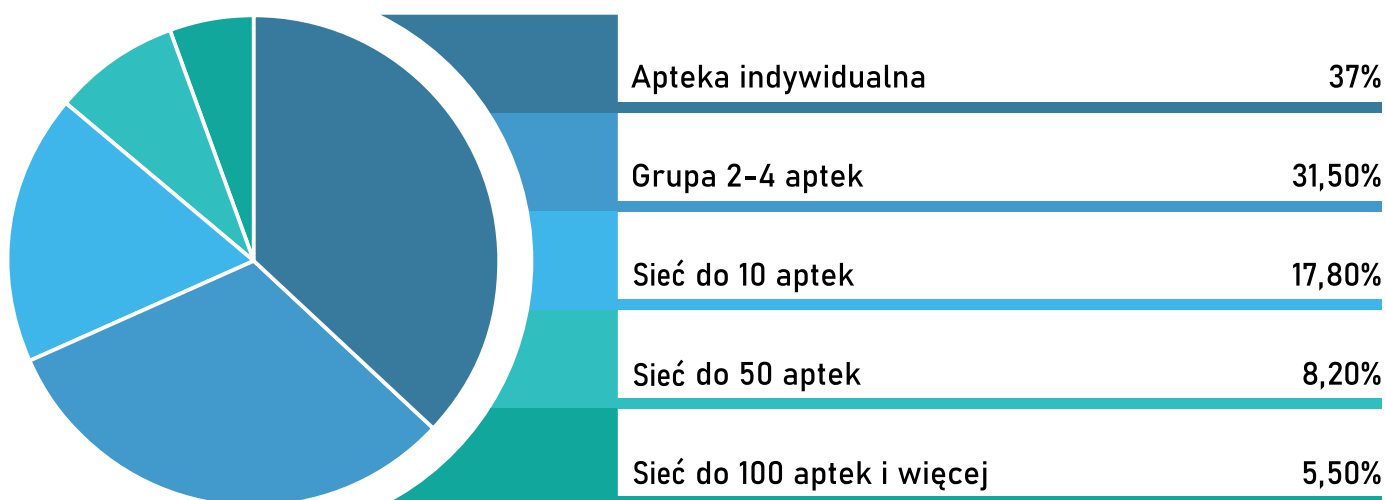 Apteka indywidualna 37%
Grupa 2-4 aptek 31,50%
Sieć do 10 aptek 17,80%
Sieć do 50 aptek 8,20%
Sieć do 100 aptek i więcej 5,50%